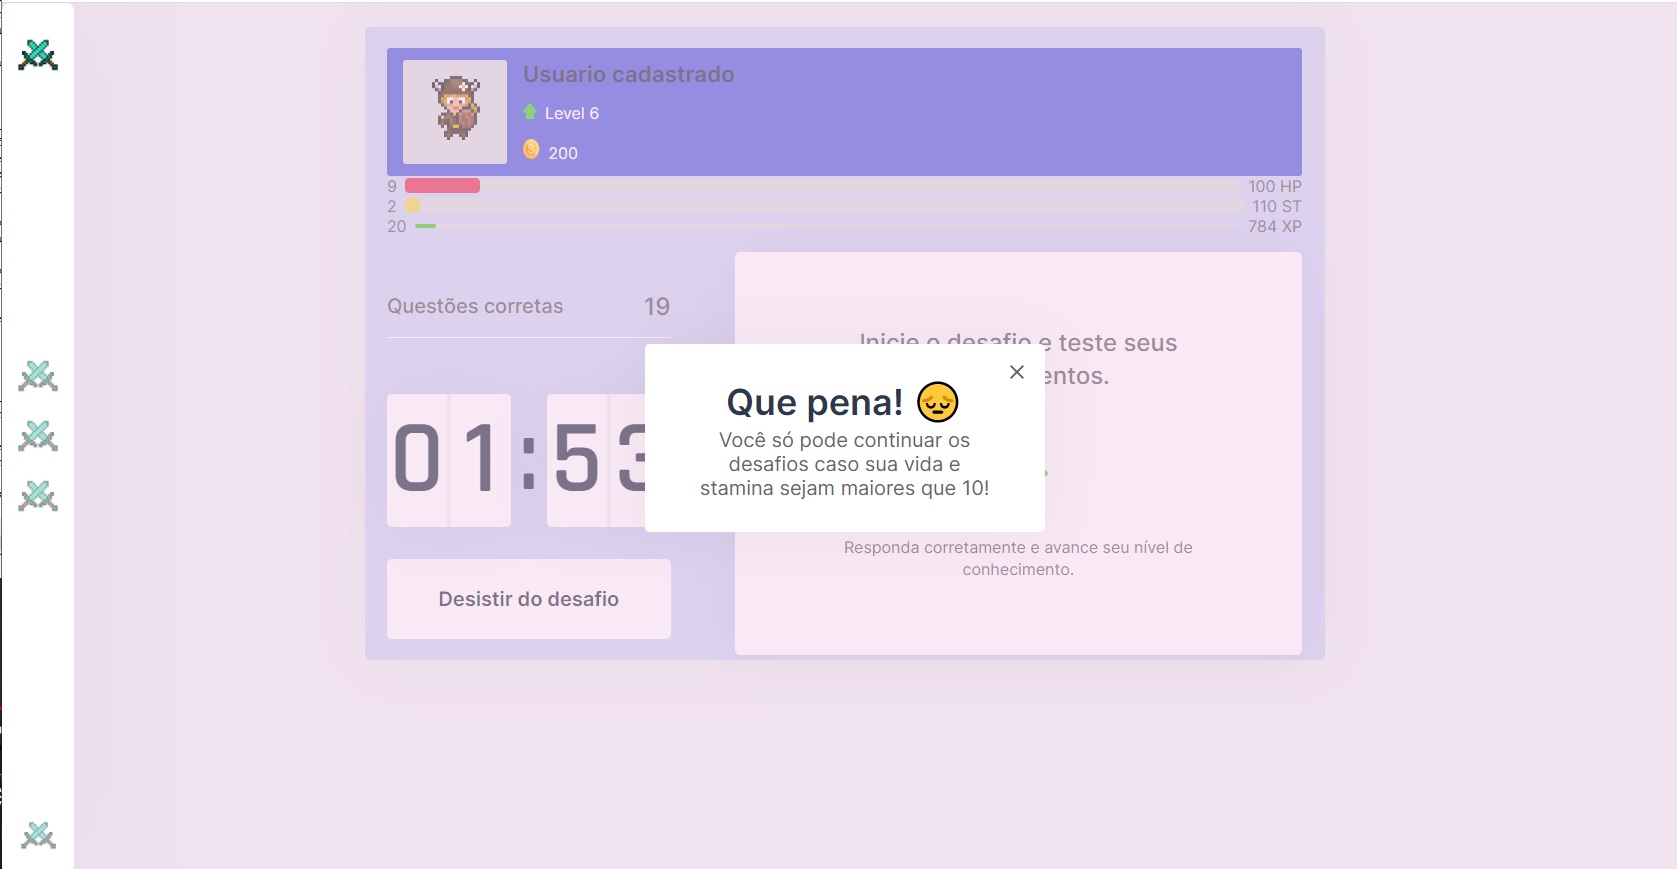 Usuario cadastrado
Level 6
200
9 100 HP
2 110 ST
20 784 XP
Questões corretas 19
Inicie o desafio e teste seus
entos.
01:53
Que pena!
Você só pode continuar os
desafios caso sua vida e
stamina sejam maiores que 10!
Responda corretamente e avance seu nível de
conhecimento.
Desistir do desafio